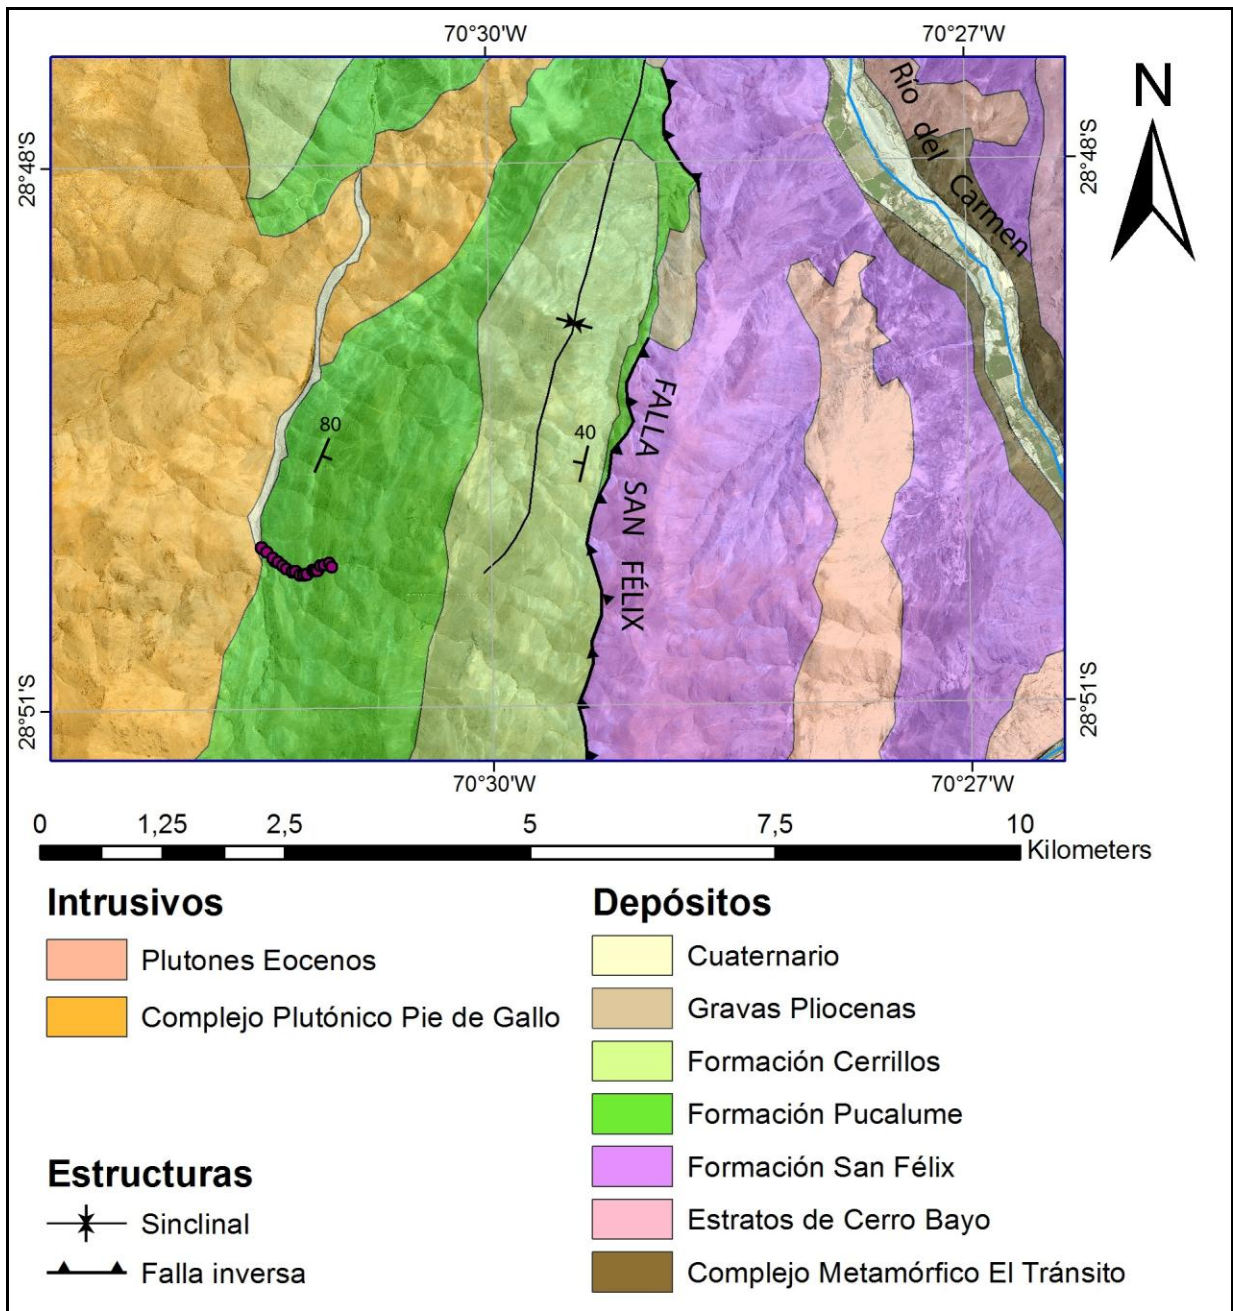 70°30'W
70°27'W
N
28°48'S
28°48'S
Río del Carmen
80
40
FALLA SAN FÉLIX
28°51'S
28°51'S
70°30'W
70°27'W
0 1,25 2,5 5 7,5 10
Kilometers
Intrusivos
Plutones Eocenos
Complejo Plutónico Pie de Gallo
Estructuras
Sinclinal
Falla inversa
Depósitos
Cuaternario
Gravas Pliocenas
Formación Cerrillos
Formación Pucalume
Formación San Félix
Estratos de Cerro Bayo
Complejo Metamórfico El Tránsito